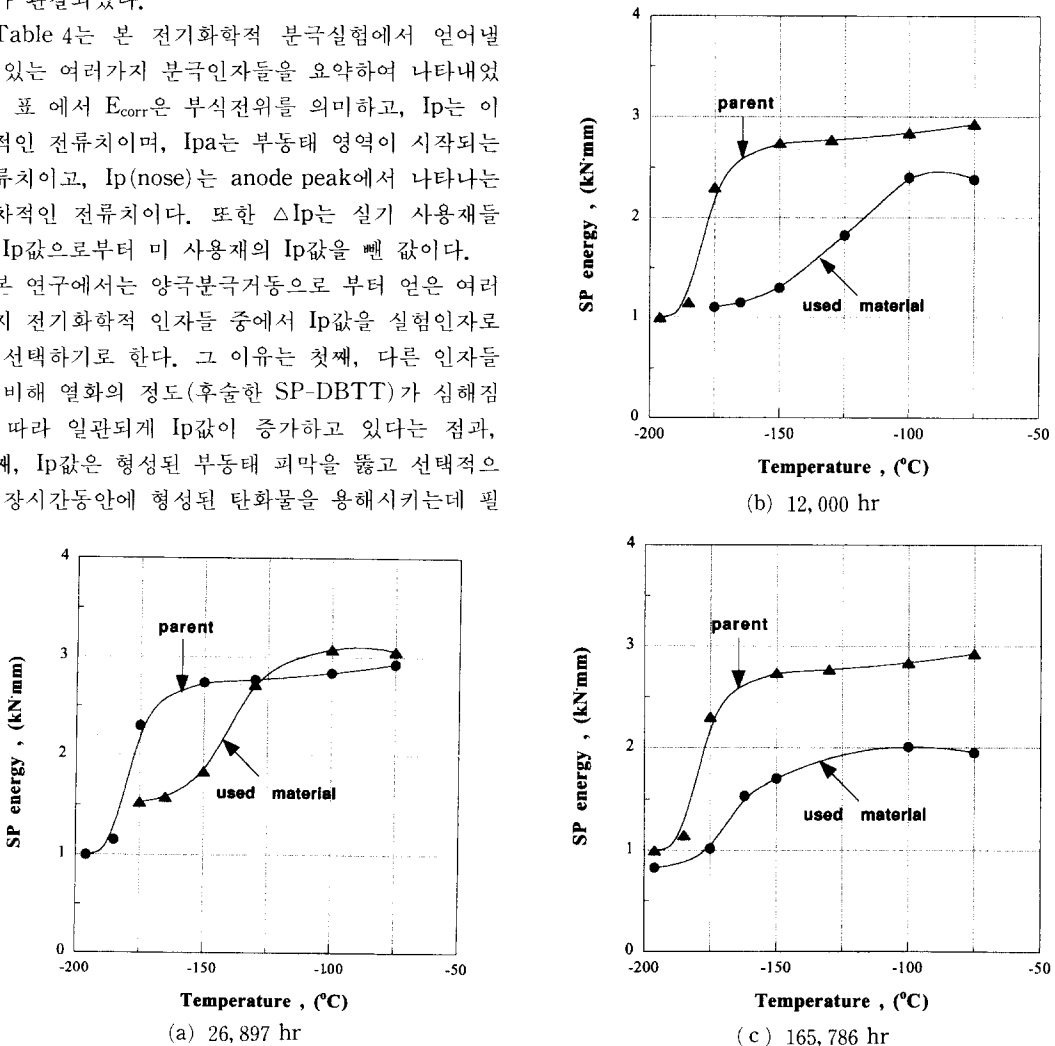 완결되었다.
Table 4는 본 전기화학적 분극실험에서 얻어낼
있는 여러가지 분극인자들을 요약하여 나타내었
표 에서 Ecorr은 부식전위를 의미하고, Ip는 이
적인 전류치이며, Ipa는 부동태 영역이 시작되는
류치이고, Ip(nose)는 anode peak에서 나타나는
차적인 전류치이다. 또한 △Ip는 실기 사용재들
Ip값으로부터 미 사용재의 Ip값을 뺀 값이다.
본 연구에서는 양극분극거동으로 부터 얻은 여러
지 전기화학적 인자들 중에서 Ip값을 실험인자로
선택하기로 한다. 그 이유는 첫째, 다른 인자들
비해 열화의 정도(후술한 SP-DBTT)가 심해짐
따라 일관되게 Ip값이 증가하고 있다는 점과,
째, Ip값은 형성된 부동태 피막을 뚫고 선택적으
장시간동안에 형성된 탄화물을 용해시키는데 필
4
3
2
1
0
SP energy , (kN·mm)
parent
used material
-200
-150
-100
-50
Temperature , (°C)
(b) 12,000 hr
4
3
2
1
0
SP energy , (kN·mm)
parent
used material
-200
-150
-100
-50
Temperature , (°C)
(a) 26,897 hr
4
3
2
1
0
SP energy , (kN·mm)
parent
used material
-200
-150
-100
-50
Temperature , (°C)
(c) 165,786 hr